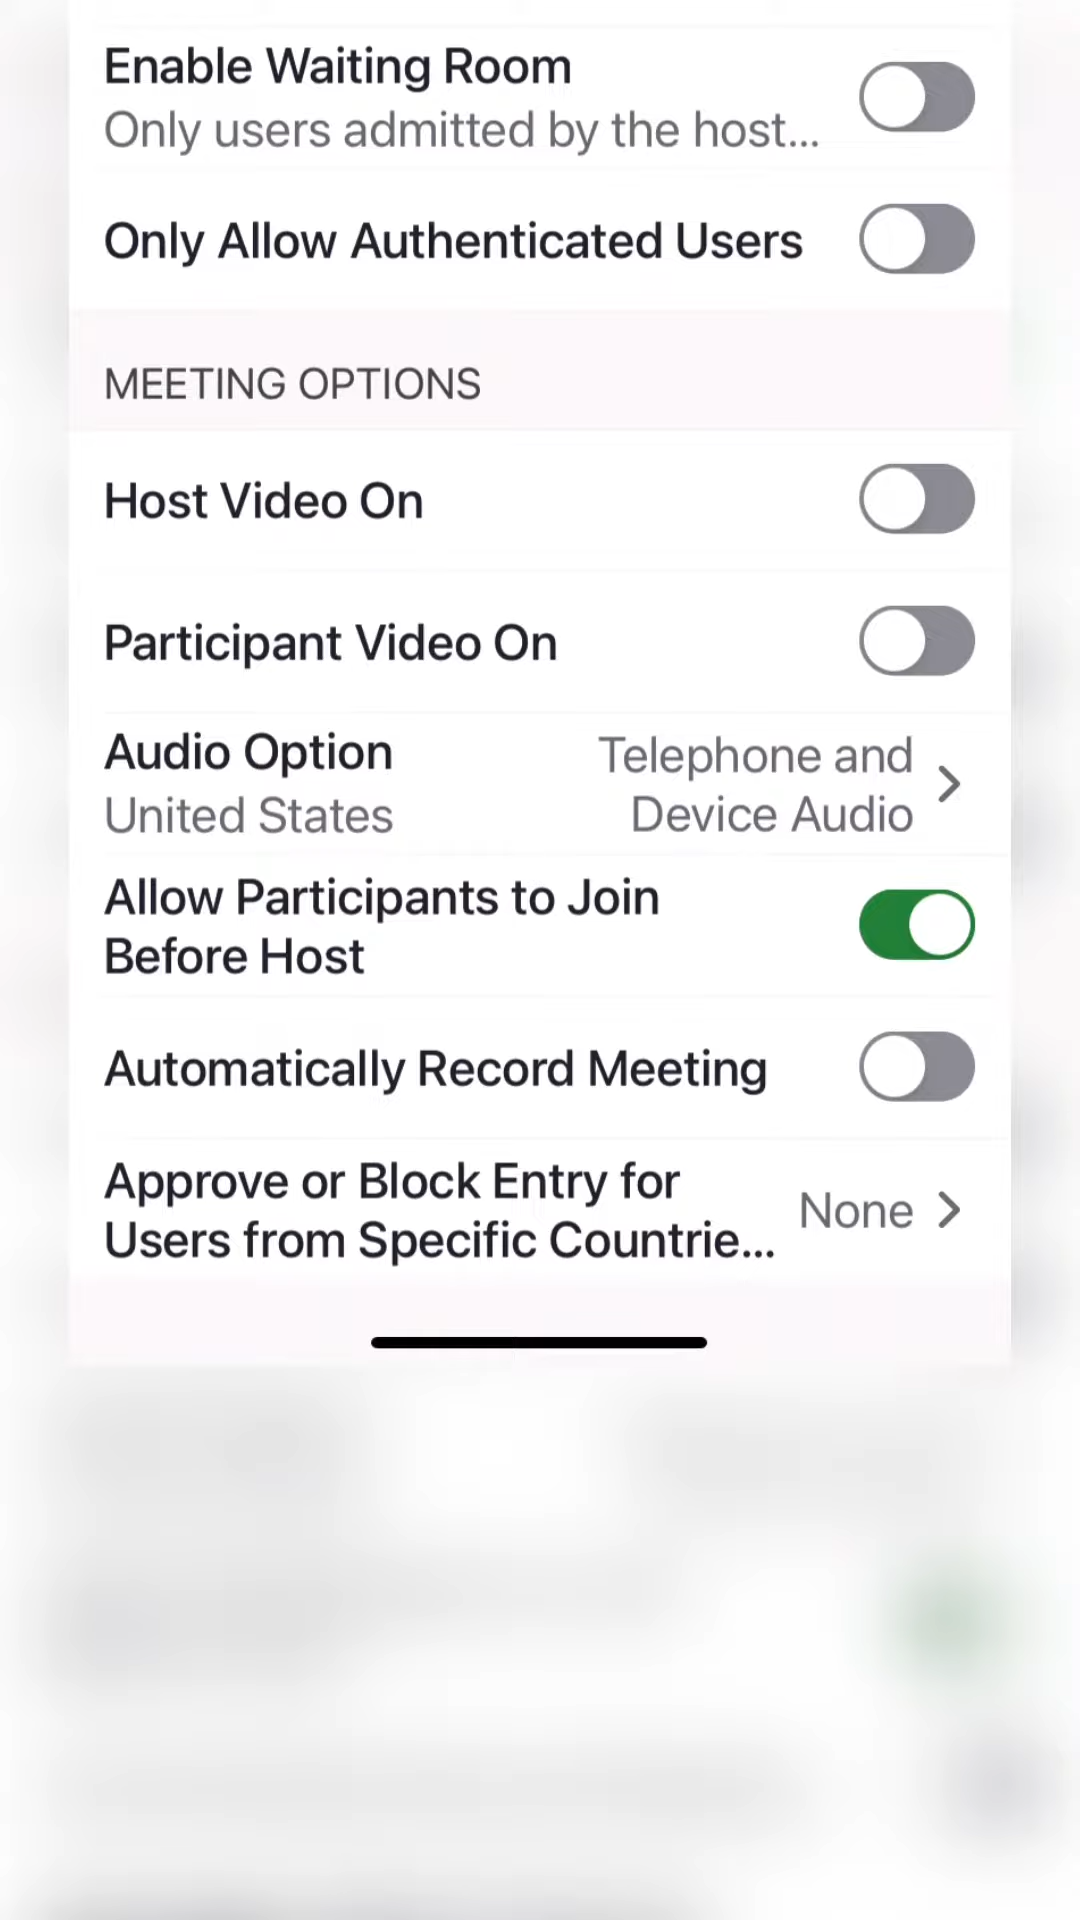 Enable Waiting Room
Only users admitted by the host...
Only Allow Authenticated Users
MEETING OPTIONS
Host Video On
Participant Video On
Audio Option
United States
Telephone and
Device Audio
Allow Participants to Join
Before Host
Automatically Record Meeting
Approve or Block Entry for
Users from Specific Countrie...
None